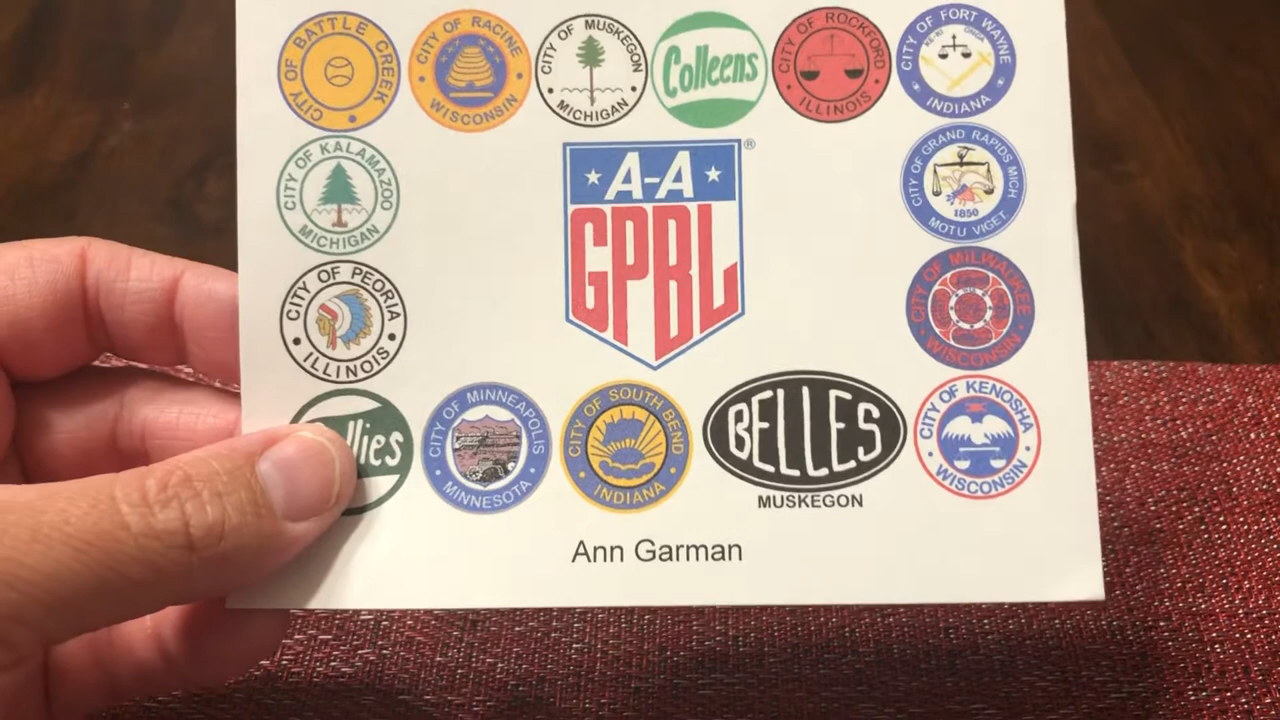 CITY OF BATTLE CREEK
CITY OF RACINE
WISCONSIN
CITY OF MUSKEGON
MICHIGAN
Colleens
CITY OF ROCKFORD
ILLINOIS
CITY OF FORT WAYNE
INDIANA
CITY OF KALAMAZOO
MICHIGAN
A-A
GPBL
®
CITY OF GRAND RAPIDS MICH
1850
MOTU VIGET
CITY OF PEORIA
ILLINOIS
CITY OF MILWAUKEE
WISCONSIN
llies
CITY OF MINNEAPOLIS
MINNESOTA
CITY OF SOUTH BEND
INDIANA
BELLES
MUSKEGON
CITY OF KENOSHA
WISCONSIN
Ann Garman